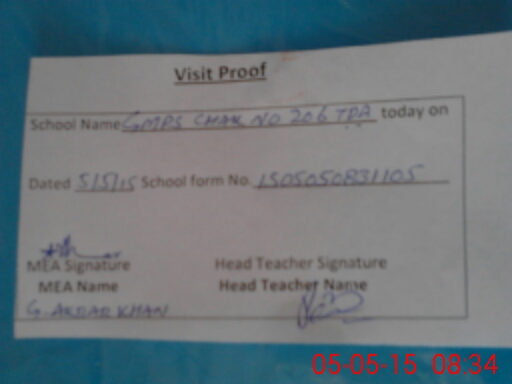 Visit Proof
School Name GMPS CHAK NO 206 TDA today on
Dated 5/5/15 School form No. 1505050831105
MEA Signature Head Teacher Signature
MEA Name Head Teacher Name
G. AKBAR KHAN
05-05-15 08:34